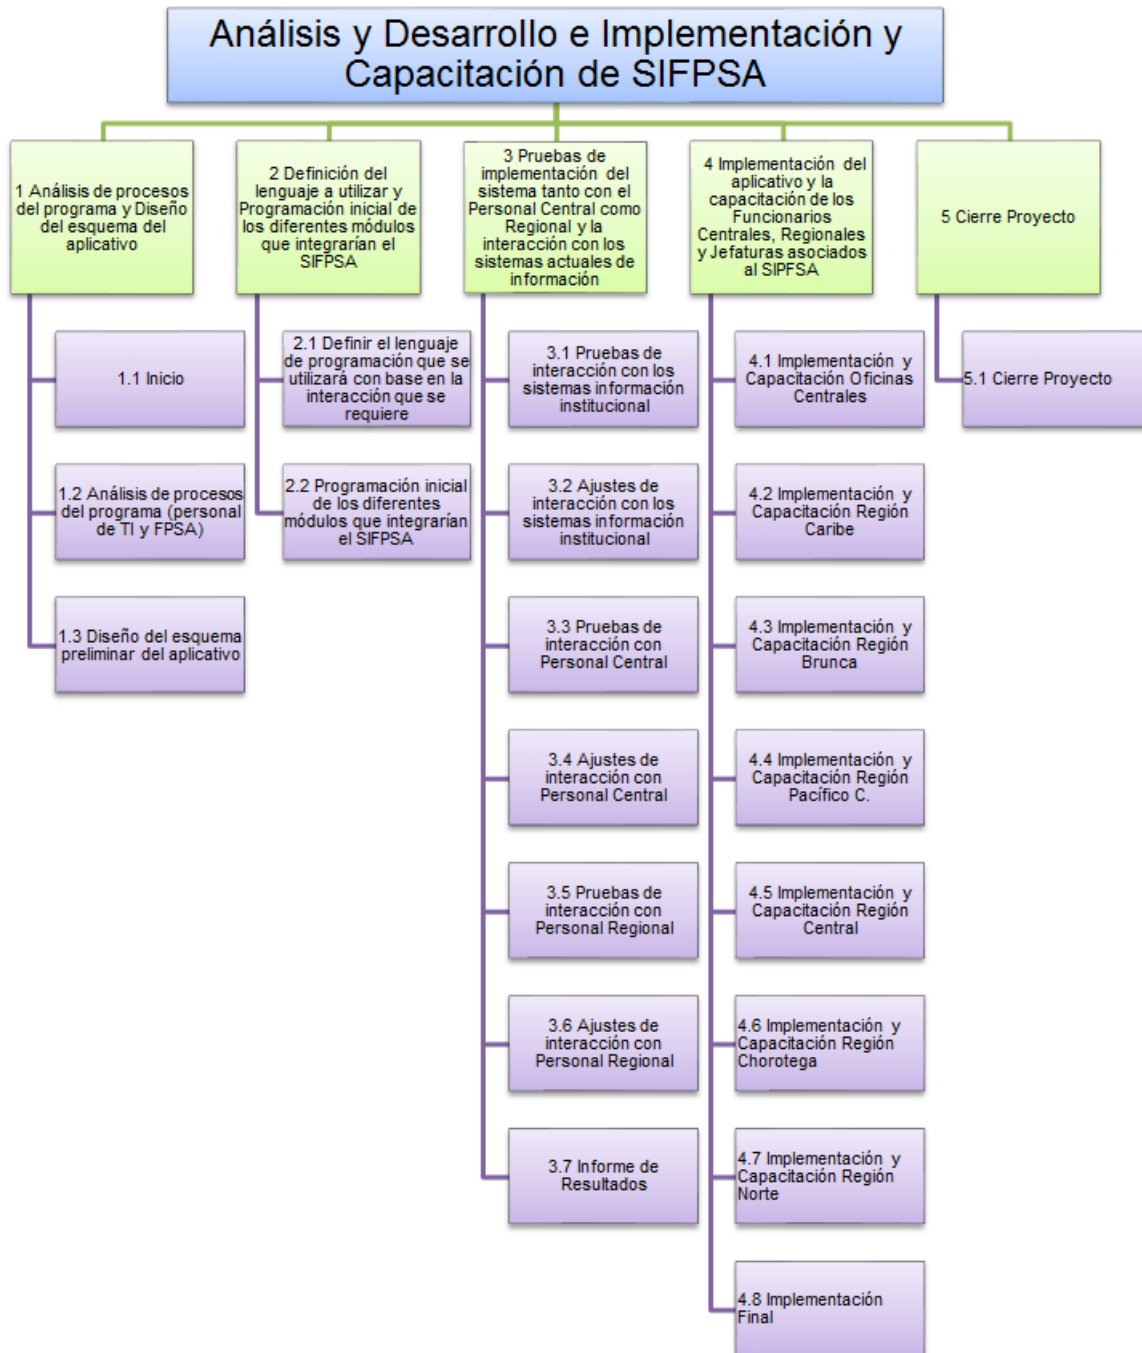 Análisis y Desarrollo e Implementación y
Capacitación de SIFPSA
1 Análisis de procesos
del programa y Diseño
del esquema del
aplicativo
2 Definición del
lenguaje a utilizar y
Programación inicial de
los diferentes módulos
que integrarían el
SIFPSA
3 Pruebas de
implementación del
sistema tanto con el
Personal Central como
Regional y la
interacción con los
sistemas actuales de
información
4 Implementación del
aplicativo y la
capacitación de los
Funcionarios
Centrales, Regionales
y Jefaturas asociados
al SIPFSA
5 Cierre Proyecto
1.1 Inicio
1.2 Análisis de procesos
del programa (personal
de TI y FPSA)
1.3 Diseño del esquema
preliminar del aplicativo
2.1 Definir el lenguaje
de programación que se
utilizará con base en la
interacción que se
requiere
2.2 Programación inicial
de los diferentes
módulos que integrarían
el SIFPSA
3.1 Pruebas de
interacción con los
sistemas información
institucional
3.2 Ajustes de
interacción con los
sistemas información
institucional
3.3 Pruebas de
interacción con
Personal Central
3.4 Ajustes de
interacción con
Personal Central
3.5 Pruebas de
interacción con
Personal Regional
3.6 Ajustes de
interacción con
Personal Regional
3.7 Informe de
Resultados
4.1 Implementación y
Capacitación Oficinas
Centrales
4.2 Implementación y
Capacitación Región
Caribe
4.3 Implementación y
Capacitación Región
Brunca
4.4 Implementación y
Capacitación Región
Pacífico C.
4.5 Implementación y
Capacitación Región
Central
4.6 Implementación y
Capacitación Región
Chorotega
4.7 Implementación y
Capacitación Región
Norte
4.8 Implementación
Final
5.1 Cierre Proyecto